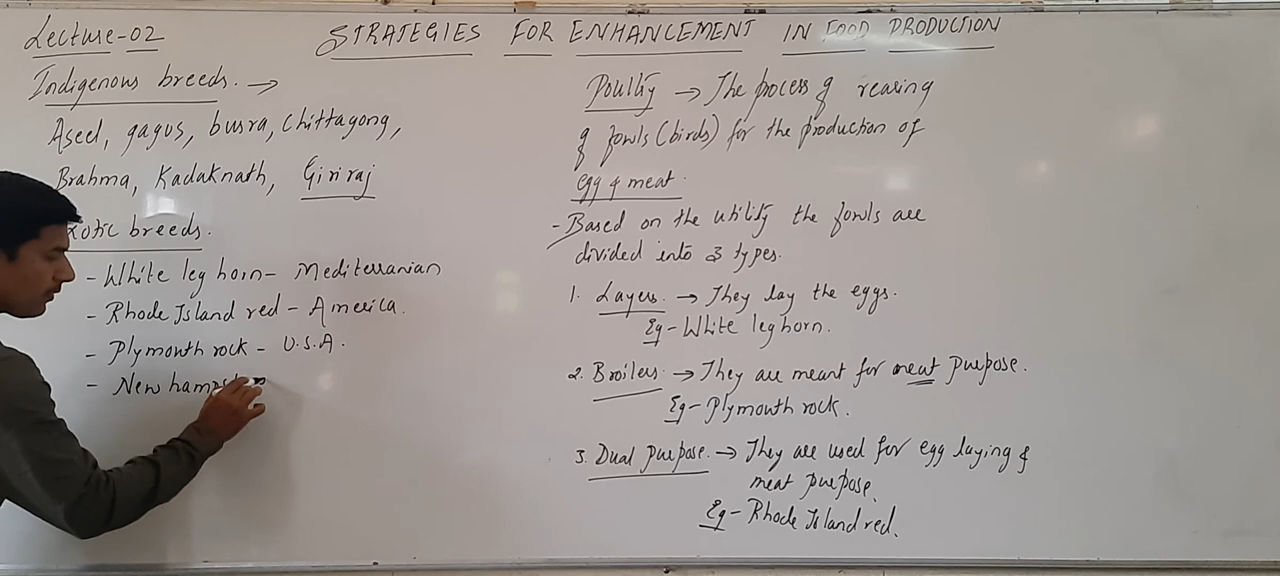 Lecture-02
STRATEGIES FOR ENHANCEMENT IN FOOD PRODUCTION
Indigenous breeds. →
Aseel, gagus, busra, Chittagong,
Brahma, Kadaknath, Giriraj
xotic breeds.
- White leg horn - Mediterranian
- Rhode Island red - America.
- Plymouth rock - U.S.A.
- New
Poultry → The process of rearing
of fowls (birds) for the production of
egg & meat.
- Based on the utility the fowls are
divided into 3 types.
1. Layers. → They lay the eggs.
Eg - White leghorn.
2. Broilers. → They are meant for meat purpose.
Eg - Plymouth rock.
3. Dual purpose. → They are used for egg laying &
meat purpose.
Eg - Rhode Island red.